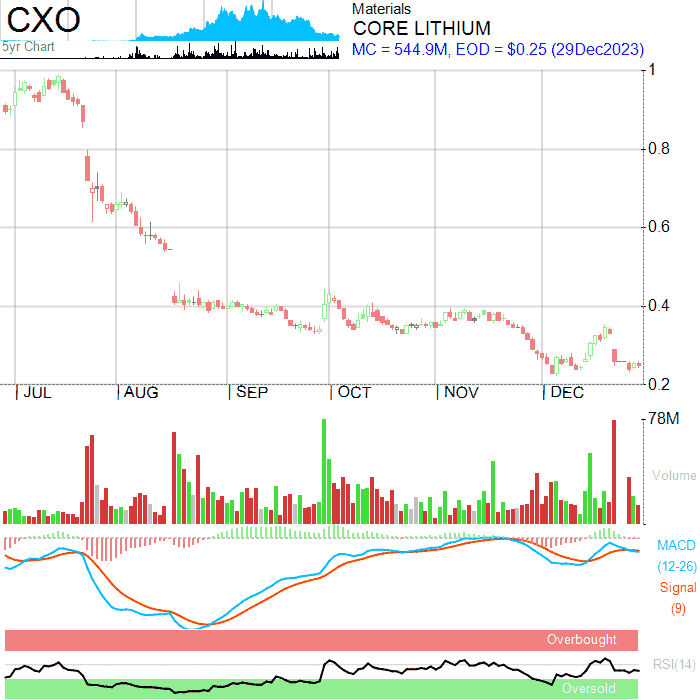 CXO
5yr Chart
Materials
CORE LITHIUM
MC = 544.9M, EOD = $0.25 (29Dec2023)
1
0.8
0.6
0.4
0.2
JUL AUG SEP OCT NOV DEC
78M
Volume
MACD
(12-26)
Signal
(9)
Overbought
RSI(14)
Oversold